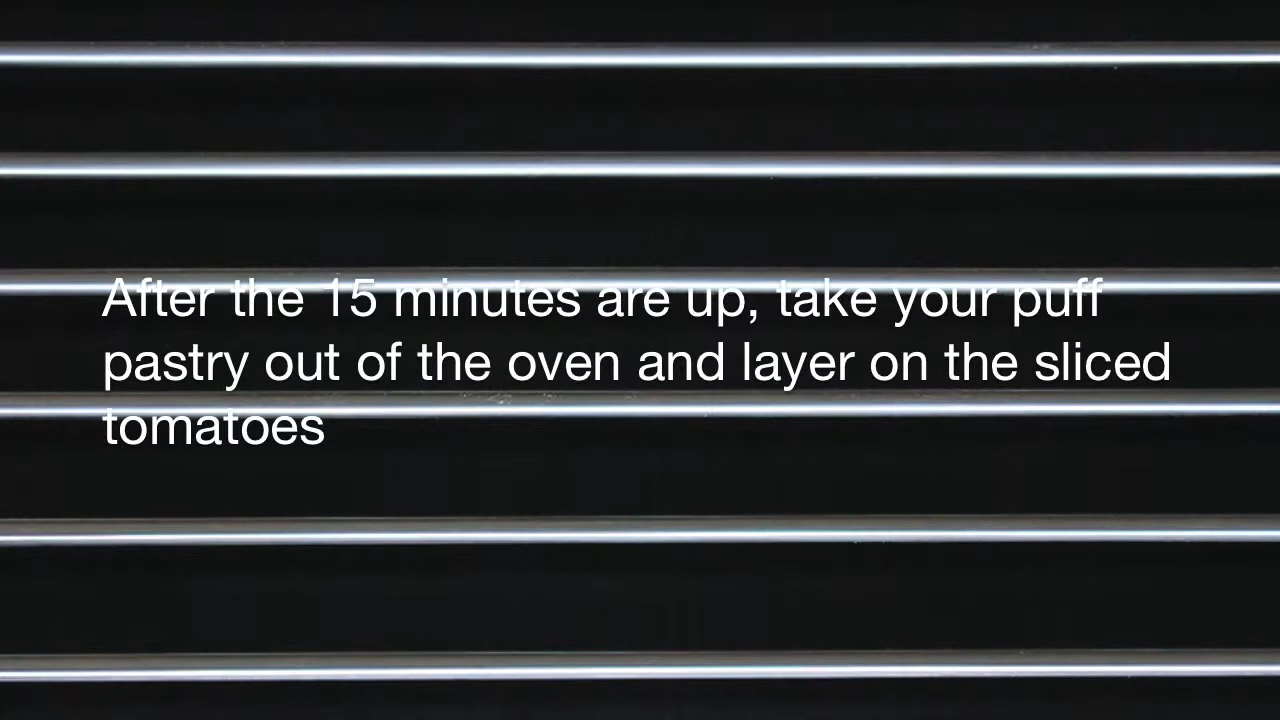 After the 15 minutes are up, take your puff
pastry out of the oven and layer on the sliced
tomatoes